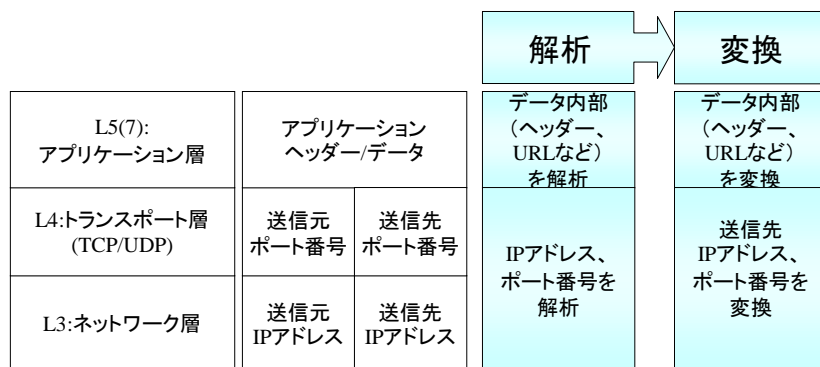 解析
変換
L5(7):
アプリケーション層
アプリケーション
ヘッダー/データ
データ内部
(ヘッダー、
URLなど)
を解析
データ内部
(ヘッダー、
URLなど)
を変換
L4:トランスポート層
(TCP/UDP)
送信元
ポート番号
送信先
ポート番号
IPアドレス、
ポート番号を
解析
送信先
IPアドレス、
ポート番号を
変換
L3:ネットワーク層
送信元
IPアドレス
送信先
IPアドレス